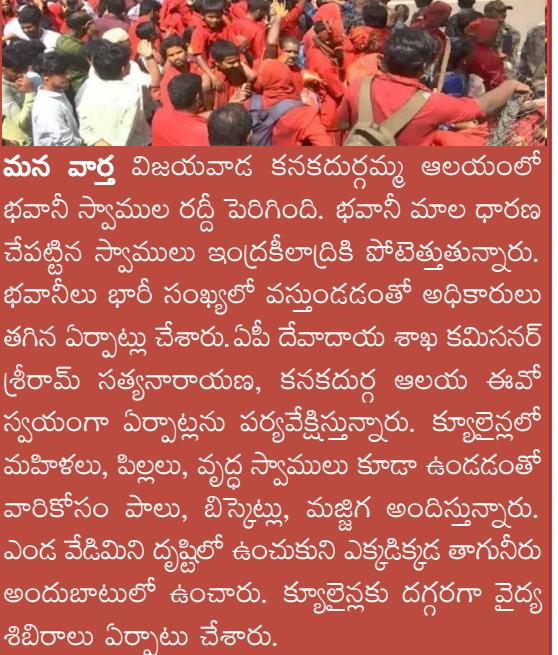 మన వార్త విజయవాడ కనకదుర్గమ్మ ఆలయంలో
భవానీ స్వాముల రద్దీ పెరిగింది. భవానీ మాల ధారణ
చేపట్టిన స్వాములు ఇంద్రకీలాద్రికి పోటెత్తుతున్నారు.
భవానీలు భారీ సంఖ్యలో వస్తుండడంతో అధికారులు
తగిన ఏర్పాట్లు చేశారు.ఏపీ దేవాదాయ శాఖ కమిసనర్
శ్రీరామ్ సత్యనారాయణ, కనకదుర్గ ఆలయ ఈవో
స్వయంగా ఏర్పాట్లను పర్యవేక్షిస్తున్నారు. క్యూలైన్లలో
మహిళలు, పిల్లలు, వృద్ధ స్వాములు కూడా ఉండడంతో
వారికోసం పాలు, బిస్కెట్లు, మజ్జిగ అందిస్తున్నారు.
ఎండ వేడిమిని దృష్టిలో ఉంచుకుని ఎక్కడిక్కడ తాగునీరు
అందుబాటులో ఉంచారు. క్యూలైన్లకు దగ్గరగా వైద్య
శిబిరాలు ఏర్పాటు చేశారు.